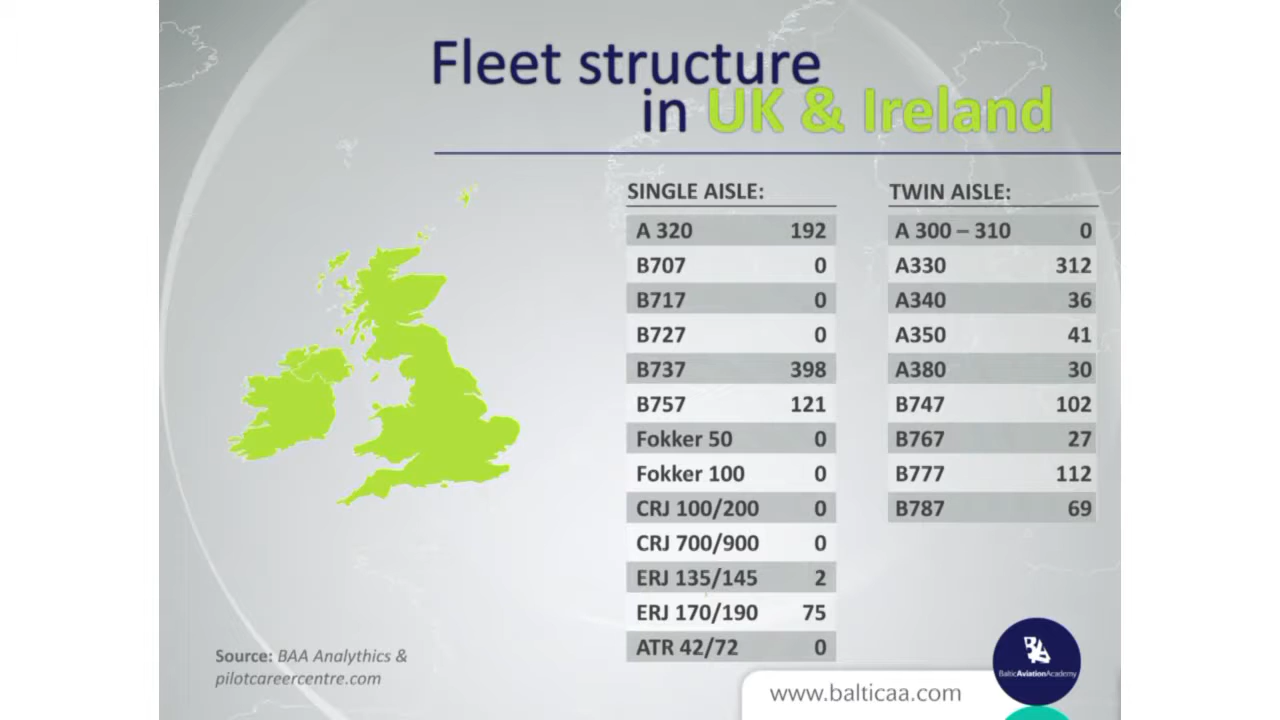 Fleet structure
in UK & Ireland
SINGLE AISLE:
A 320 192
B707 0
B717 0
B727 0
B737 398
B757 121
Fokker 50 0
Fokker 100 0
CRJ 100/200 0
CRJ 700/900 0
ERJ 135/145 2
ERJ 170/190 75
ATR 42/72 0
TWIN AISLE:
A 300 – 310 0
A330 312
A340 36
A350 41
A380 30
B747 102
B767 27
B777 112
B787 69
Source: BAA Analythics &
pilotcareercentre.com
www.balticaa.com
BAA
BalticAviationAcademy